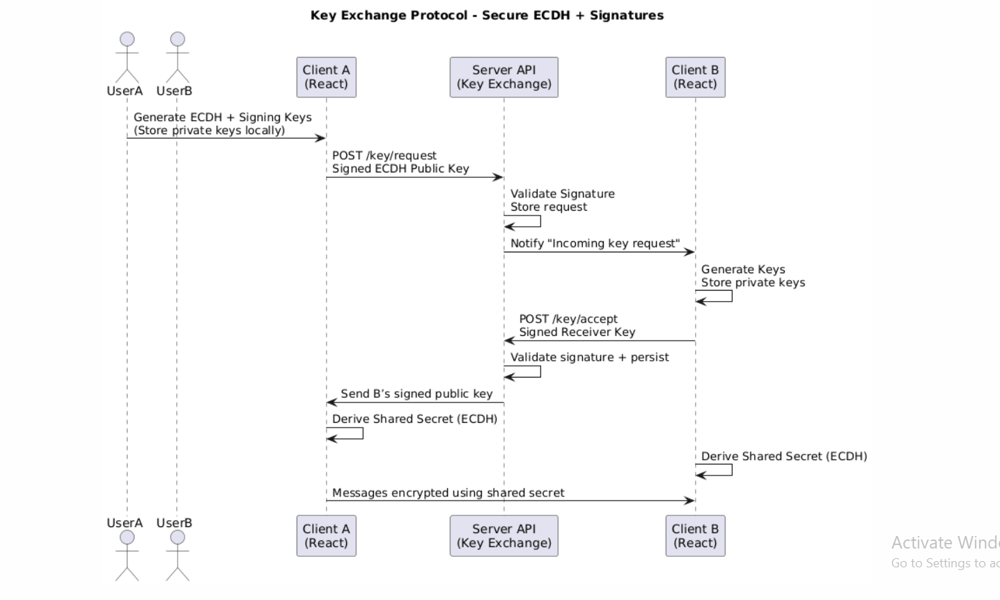 Key Exchange Protocol - Secure ECDH + Signatures
UserA
UserB
Client A
(React)
Server API
(Key Exchange)
Client B
(React)
Generate ECDH + Signing Keys
(Store private keys locally)
POST /key/request
Signed ECDH Public Key
Validate Signature
Store request
Notify "Incoming key request"
Generate Keys
Store private keys
POST /key/accept
Signed Receiver Key
Validate signature + persist
Send B’s signed public key
Derive Shared Secret (ECDH)
Derive Shared Secret (ECDH)
Messages encrypted using shared secret
UserA
UserB
Client A
(React)
Server API
(Key Exchange)
Client B
(React)
Activate Wind
Go to Settings to ac